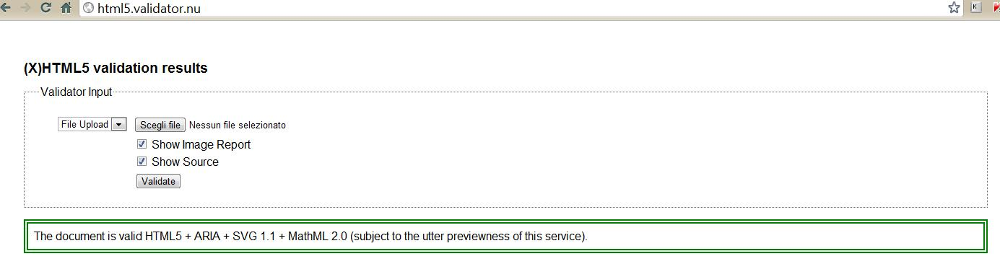 html5.validator.nu
K
(X)HTML5 validation results
Validator Input
File Upload Scegli file Nessun file selezionato
Show Image Report
Show Source
Validate
The document is valid HTML5 + ARIA + SVG 1.1 + MathML 2.0 (subject to the utter previewness of this service).